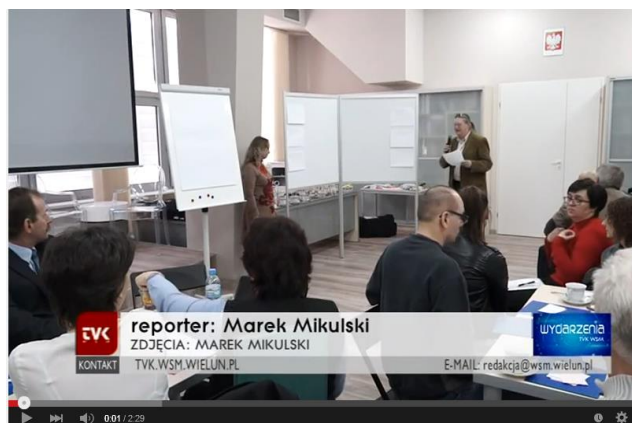 TVK
reporter: Marek Mikulski
ZDJĘCIA: MAREK MIKULSKI
WYDARZENIA
TVK WSM
KONTAKT
TVK.WSM.WIELUN.PL
E-MAIL: redakcja@wsm.wielun.pl
0:01 / 2:29